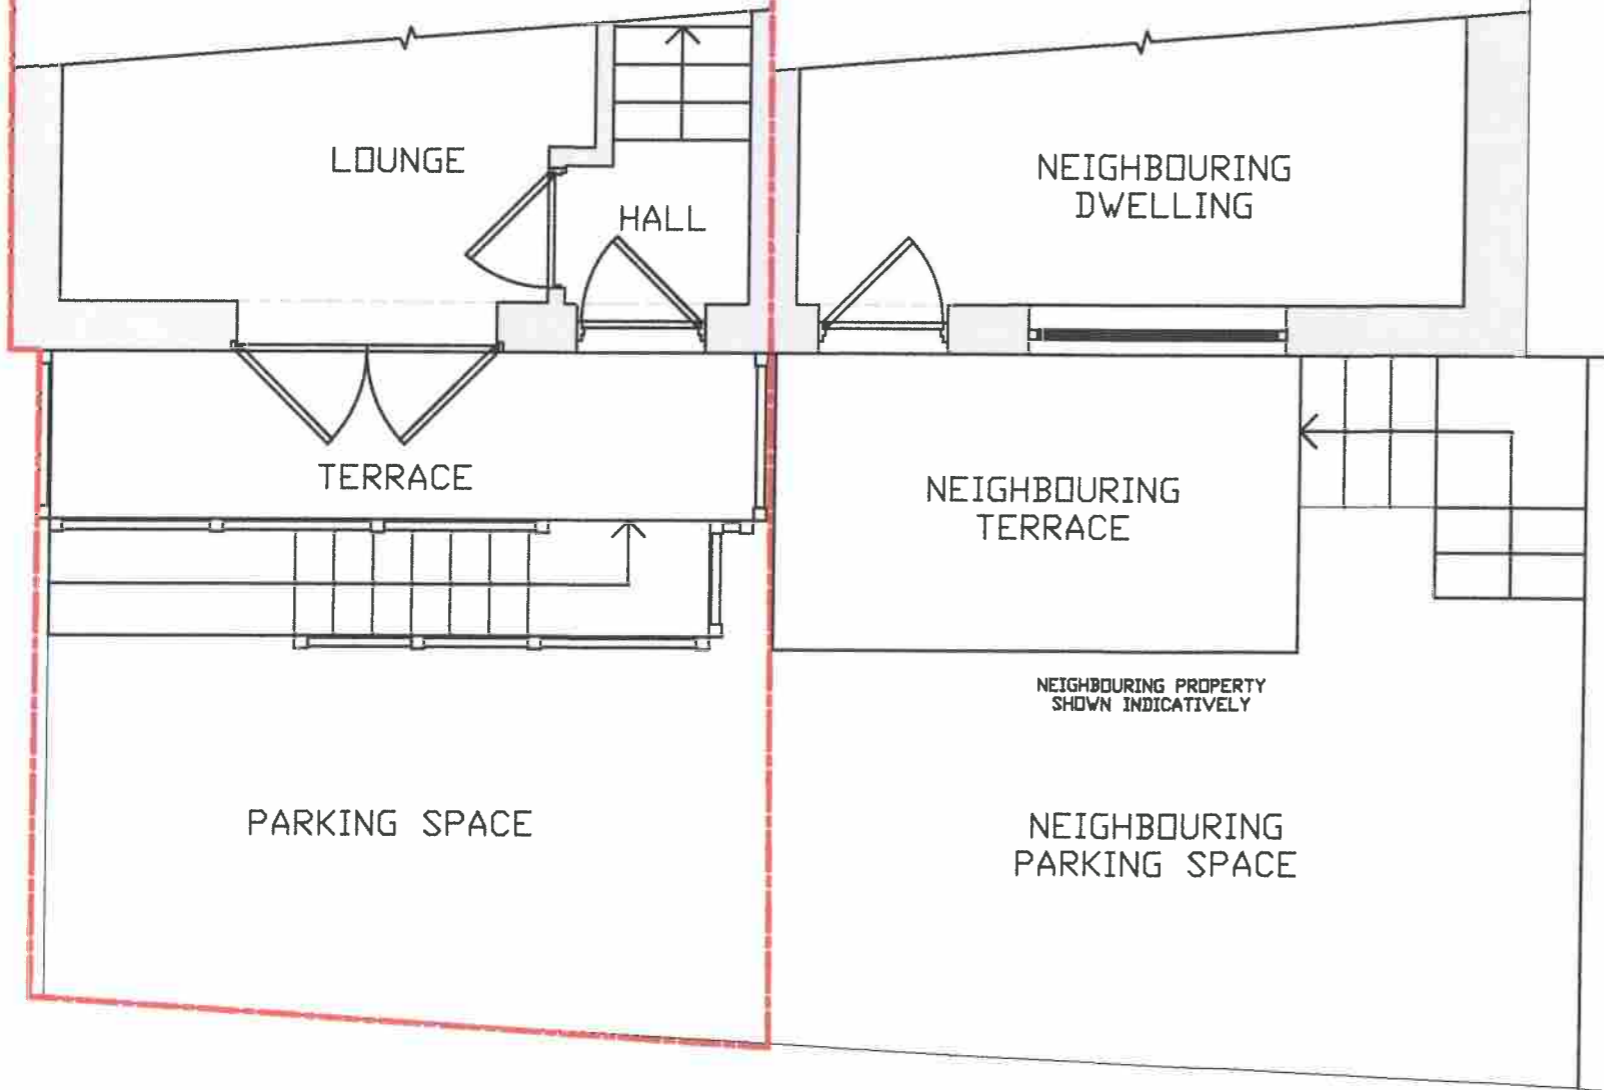 LOUNGE
HALL
NEIGHBOURING
DWELLING
TERRACE
NEIGHBOURING
TERRACE
NEIGHBOURING PROPERTY
SHOWN INDICATIVELY
PARKING SPACE
NEIGHBOURING
PARKING SPACE